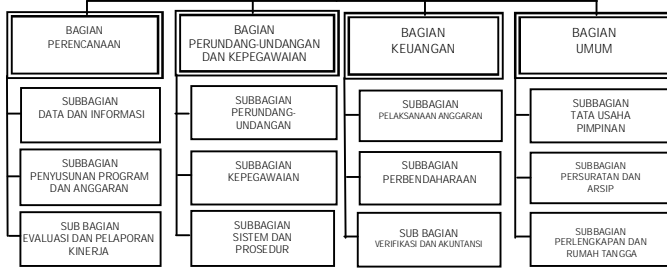 BAGIAN
PERENCANAAN
BAGIAN
PERUNDANG-UNDANGAN
DAN KEPEGAWAIAN
BAGIAN
KEUANGAN
BAGIAN
UMUM
SUBBAGIAN
DATA DAN INFORMASI
SUBBAGIAN
PERUNDANG-
UNDANGAN
SUBBAGIAN
PELAKSANAAN ANGGARAN
SUBBAGIAN
TATA USAHA
PIMPINAN
SUBBAGIAN
PENYUSUNAN PROGRAM
DAN ANGGARAN
SUBBAGIAN
KEPEGAWAIAN
SUBBAGIAN
PERBENDAHARAAN
SUBBAGIAN
PERSURATAN DAN
ARSIP
SUB BAGIAN
EVALUASI DAN PELAPORAN
KINERJA
SUBBAGIAN
SISTEM DAN
PROSEDUR
SUB BAGIAN
VERIFIKASI DAN AKUNTANSI
SUBBAGIAN
PERLENGKAPAN DAN
RUMAH TANGGA